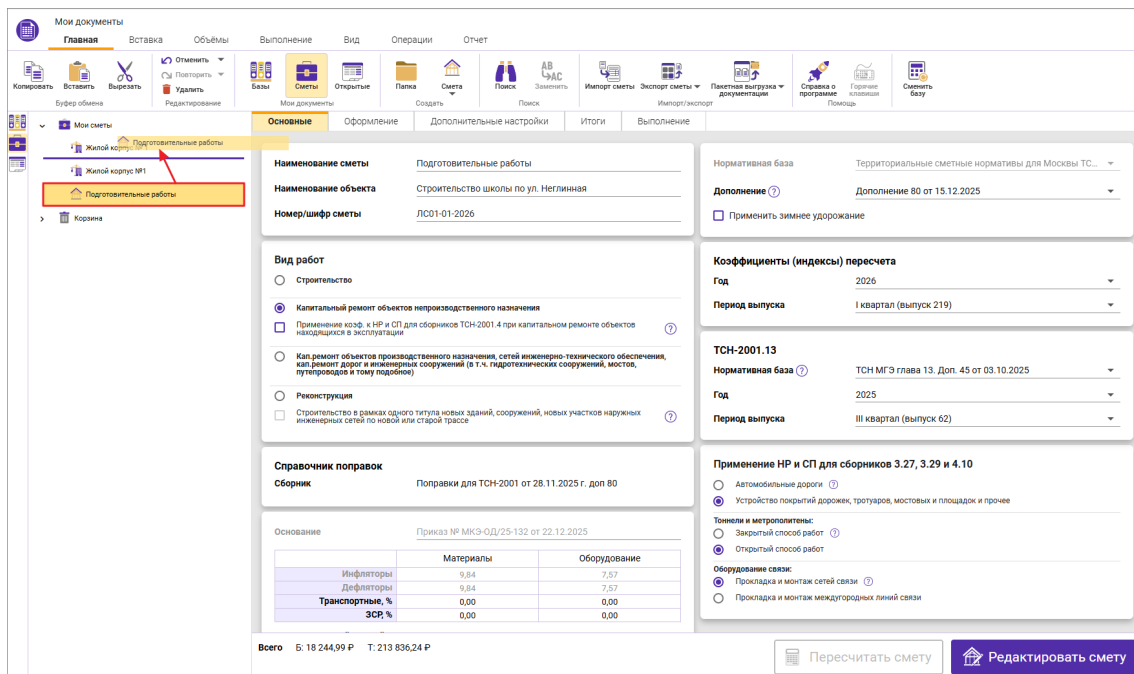 Мои документы
Главная Вставка Объёмы Выполнение Вид Операции Отчет
Копировать Вставить Вырезать
Отменить
Повторить
Удалить
Базы Сметы Открытые Папка Смета Поиск Заменить Импорт сметы Экспорт сметы Пакетная выгрузка документации Справка о программе Горячие клавиши Сменить базу
AB
AC
Буфер обмена Редактирование Мои документы Создать Поиск Импорт/экспорт Помощь
Мои сметы
Подготовительные работы
Жилой корпус №1
Жилой корпус №1
Подготовительные работы
Корзина
Основные Оформление Дополнительные настройки Итоги Выполнение
Наименование сметы Подготовительные работы
Наименование объекта Строительство школы по ул. Неглинная
Номер/шифр сметы ЛС01-01-2026
Вид работ
Строительство
Капитальный ремонт объектов непроизводственного назначения
Применение коэф. к НР и СП для сборников ТСН-2001.4 при капитальном ремонте объектов
находящихся в эксплуатации
Кап.ремонт объектов производственного назначения, сетей инженерно-технического обеспечения,
кап.ремонт дорог и инженерных сооружений (в т.ч. гидротехнических сооружений, мостов,
путепроводов и тому подобное)
Реконструкция
Строительство в рамках одного титула новых зданий, сооружений, новых участков наружных
инженерных сетей по новой или старой трассе
Справочник поправок
Сборник Поправки для ТСН-2001 от 28.11.2025 г. доп 80
Основание Приказ № МКЭ-ОД/25-132 от 22.12.2025
Материалы Оборудование
Инфляторы 9,84 7,57
Дефляторы 9,84 7,57
Транспортные, % 0,00 0,00
ЗСР, % 0,00 0,00
Нормативная база Территориальные сметные нормативы для Москвы ТС...
Дополнение Дополнение 80 от 15.12.2025
Применить зимнее удорожание
Коэффициенты (индексы) пересчета
Год 2026
Период выпуска I квартал (выпуск 219)
ТСН-2001.13
Нормативная база ТСН МГЭ глава 13. Доп. 45 от 03.10.2025
Год 2025
Период выпуска III квартал (выпуск 62)
Применение НР и СП для сборников 3.27, 3.29 и 4.10
Автомобильные дороги
Устройство покрытий дорожек, тротуаров, мостовых и площадок и прочее
Тоннели и метрополитены:
Закрытый способ работ
Открытый способ работ
Оборудование связи:
Прокладка и монтаж сетей связи
Прокладка и монтаж междугородных линий связи
Всего Б: 18 244,99 ₽ Т: 213 836,24 ₽
Пересчитать смету
Редактировать смету